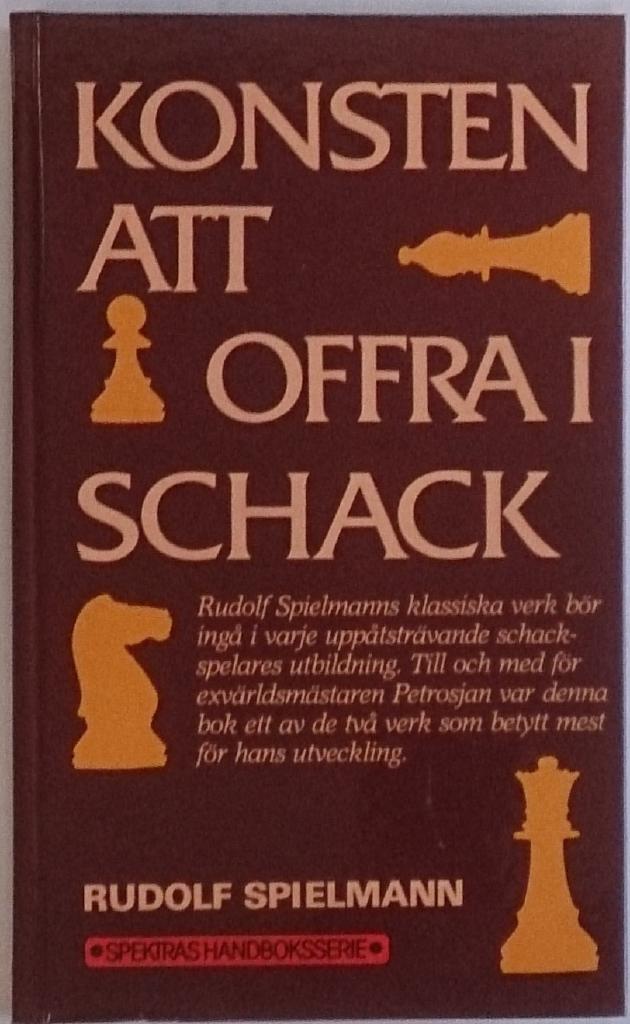 KONSTEN
ATT
OFFRA I
SCHACK
Rudolf Spielmanns klassiska verk bör
ingå i varje uppåtsträvande schack-
spelares utbildning. Till och med för
exvärldsmästaren Petrosjan var denna
bok ett av de två verk som betytt mest
för hans utveckling.
RUDOLF SPIELMANN
•SPEKTRAS HANDBOKSSERIE•